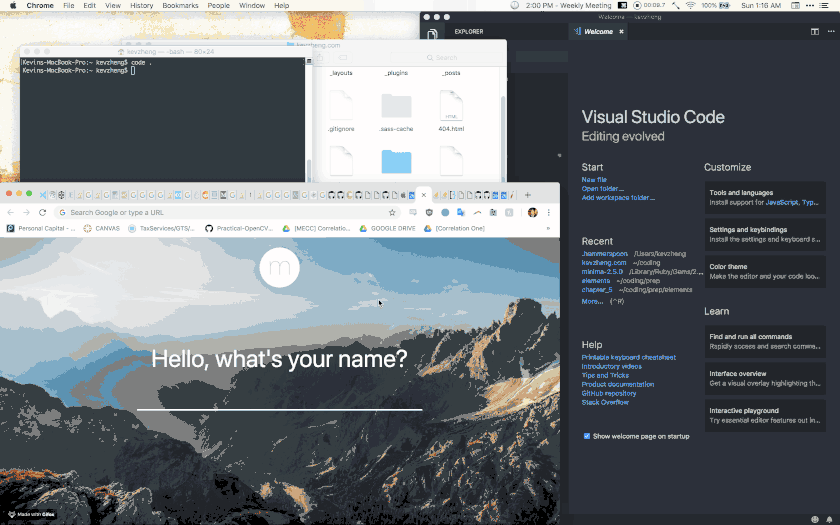 Chrome File Edit View History Bookmarks People Window Help
2:00 PM - Weekly Meeting
100%
Sun 1:16 AM
Welcome — kevzheng
EXPLORER
Welcome
kevzheng — -bash — 80×24
kevzheng.com
Kevins-MacBook-Pro:~ kevzheng$ code .
Kevins-MacBook-Pro:~ kevzheng$
Search
_layouts _plugins _posts
HTML
.gitignore .sass-cache 404.html
Search Google or type a URL
Personal Capital -... CANVAS TaxServices/GTS/... Practical-OpenCV... [MECC] Correlatio... GOOGLE DRIVE [Correlation One] »
m
Hello, what's your name?
Made with Gifox
Visual Studio Code
Editing evolved
Start
New file
Open folder...
Add workspace folder...
Recent
.hammerspoon /Users/kevzheng
kevzheng.com ~/coding
minima-2.5.0 /Library/Ruby/Gems/2...
elements ~/coding/prep
chapter_5 ~/coding/prep/elements
More... (^R)
Help
Printable keyboard cheatsheet
Introductory videos
Tips and Tricks
Product documentation
GitHub repository
Stack Overflow
Show welcome page on startup
Customize
Tools and languages
Install support for JavaScript, Typ...
Settings and keybindings
Install the settings and keyboard s...
Color theme
Make the editor and your code loo...
Learn
Find and run all commands
Rapidly access and search comma...
Interface overview
Get a visual overlay highlighting th...
Interactive playground
Try essential editor features out in...